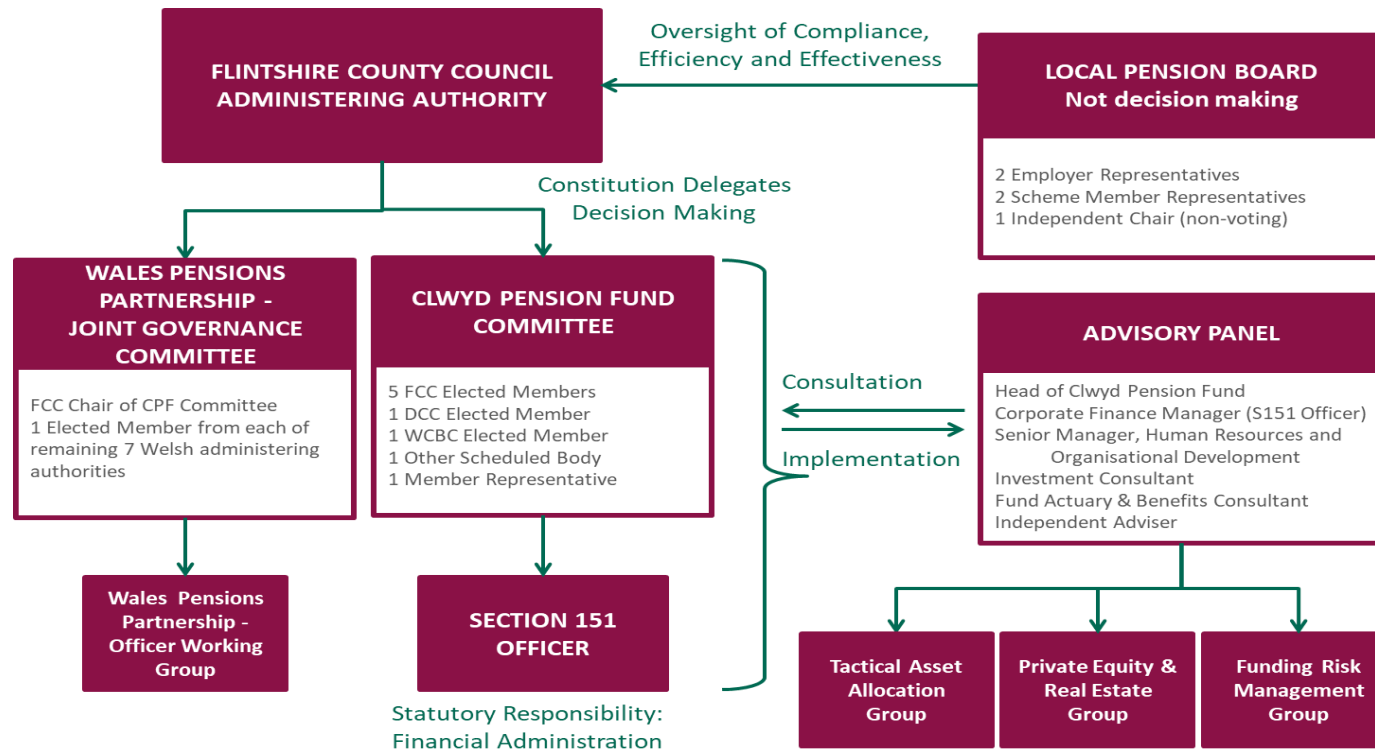 Oversight of Compliance,
Efficiency and Effectiveness
FLINTSHIRE COUNTY COUNCIL
ADMINISTERING AUTHORITY
LOCAL PENSION BOARD
Not decision making
2 Employer Representatives
2 Scheme Member Representatives
1 Independent Chair (non-voting)
Constitution Delegates
Decision Making
WALES PENSIONS
PARTNERSHIP -
JOINT GOVERNANCE
COMMITTEE
FCC Chair of CPF Committee
1 Elected Member from each of
remaining 7 Welsh administering
authorities
CLWYD PENSION FUND
COMMITTEE
5 FCC Elected Members
1 DCC Elected Member
1 WCBC Elected Member
1 Other Scheduled Body
1 Member Representative
Consultation
Implementation
ADVISORY PANEL
Head of Clwyd Pension Fund
Corporate Finance Manager (S151 Officer)
Senior Manager, Human Resources and
Organisational Development
Investment Consultant
Fund Actuary & Benefits Consultant
Independent Adviser
Wales Pensions
Partnership -
Officer Working
Group
SECTION 151
OFFICER
Statutory Responsibility:
Financial Administration
Tactical Asset
Allocation
Group
Private Equity &
Real Estate
Group
Funding Risk
Management
Group